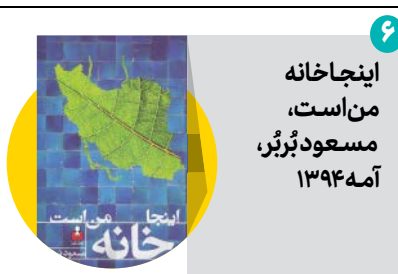 ۶
اینجاخانه
من‌است،
مسعودبُربُر،
آمه۱۳۹۴
اینجا
من‌است
خانه